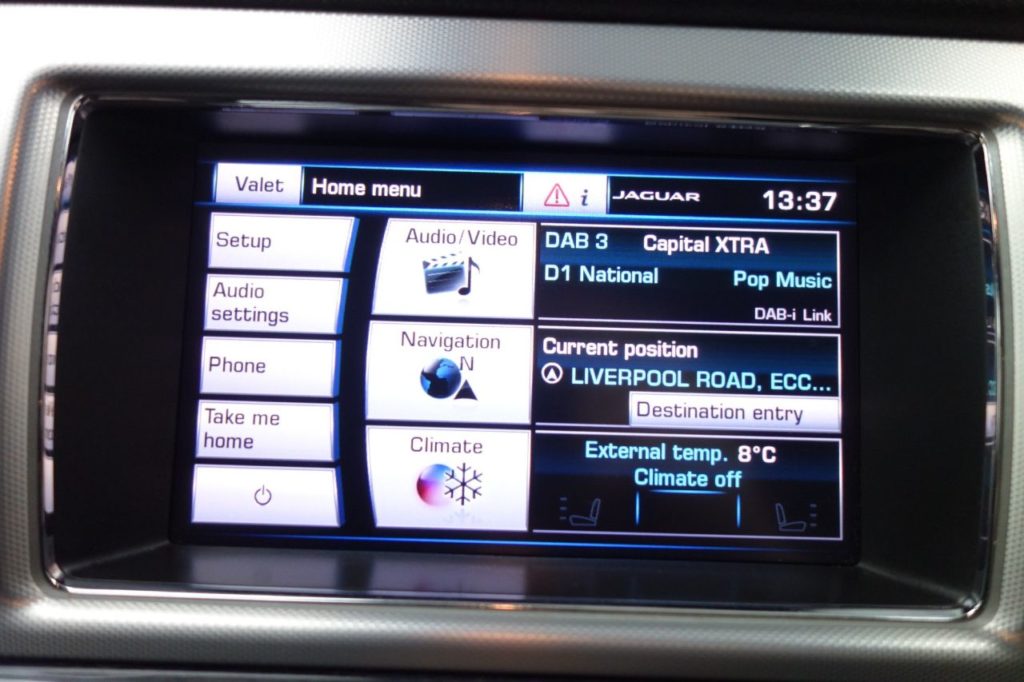 Valet
Home menu
i
JAGUAR
13:37
Setup
Audio
settings
Phone
Take me
home
Audio/Video
Navigation
N
Climate
DAB 3 Capital XTRA
D1 National Pop Music
DAB-i Link
Current position
LIVERPOOL ROAD, ECC...
Destination entry
External temp. 8°C
Climate off